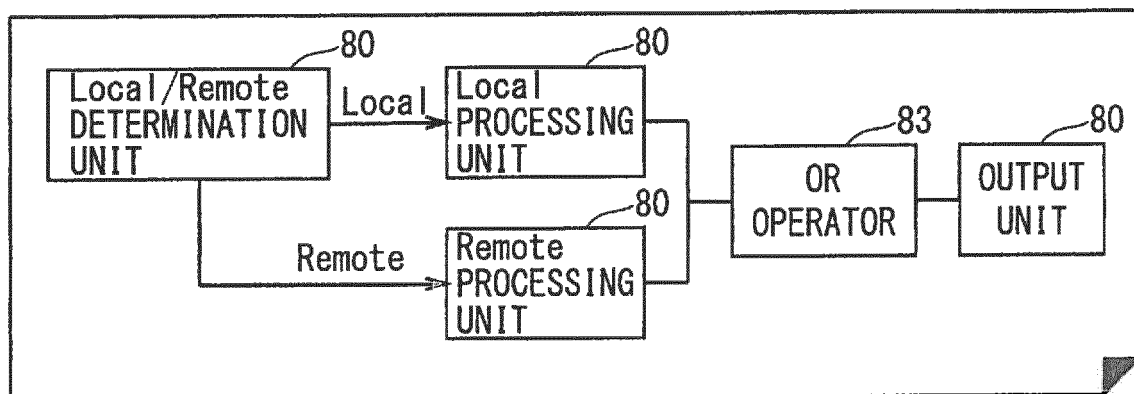 80
Local/Remote
DETERMINATION
UNIT
Local
80
Local
PROCESSING
UNIT
Remote
80
Remote
PROCESSING
UNIT
83
OR
OPERATOR
80
OUTPUT
UNIT